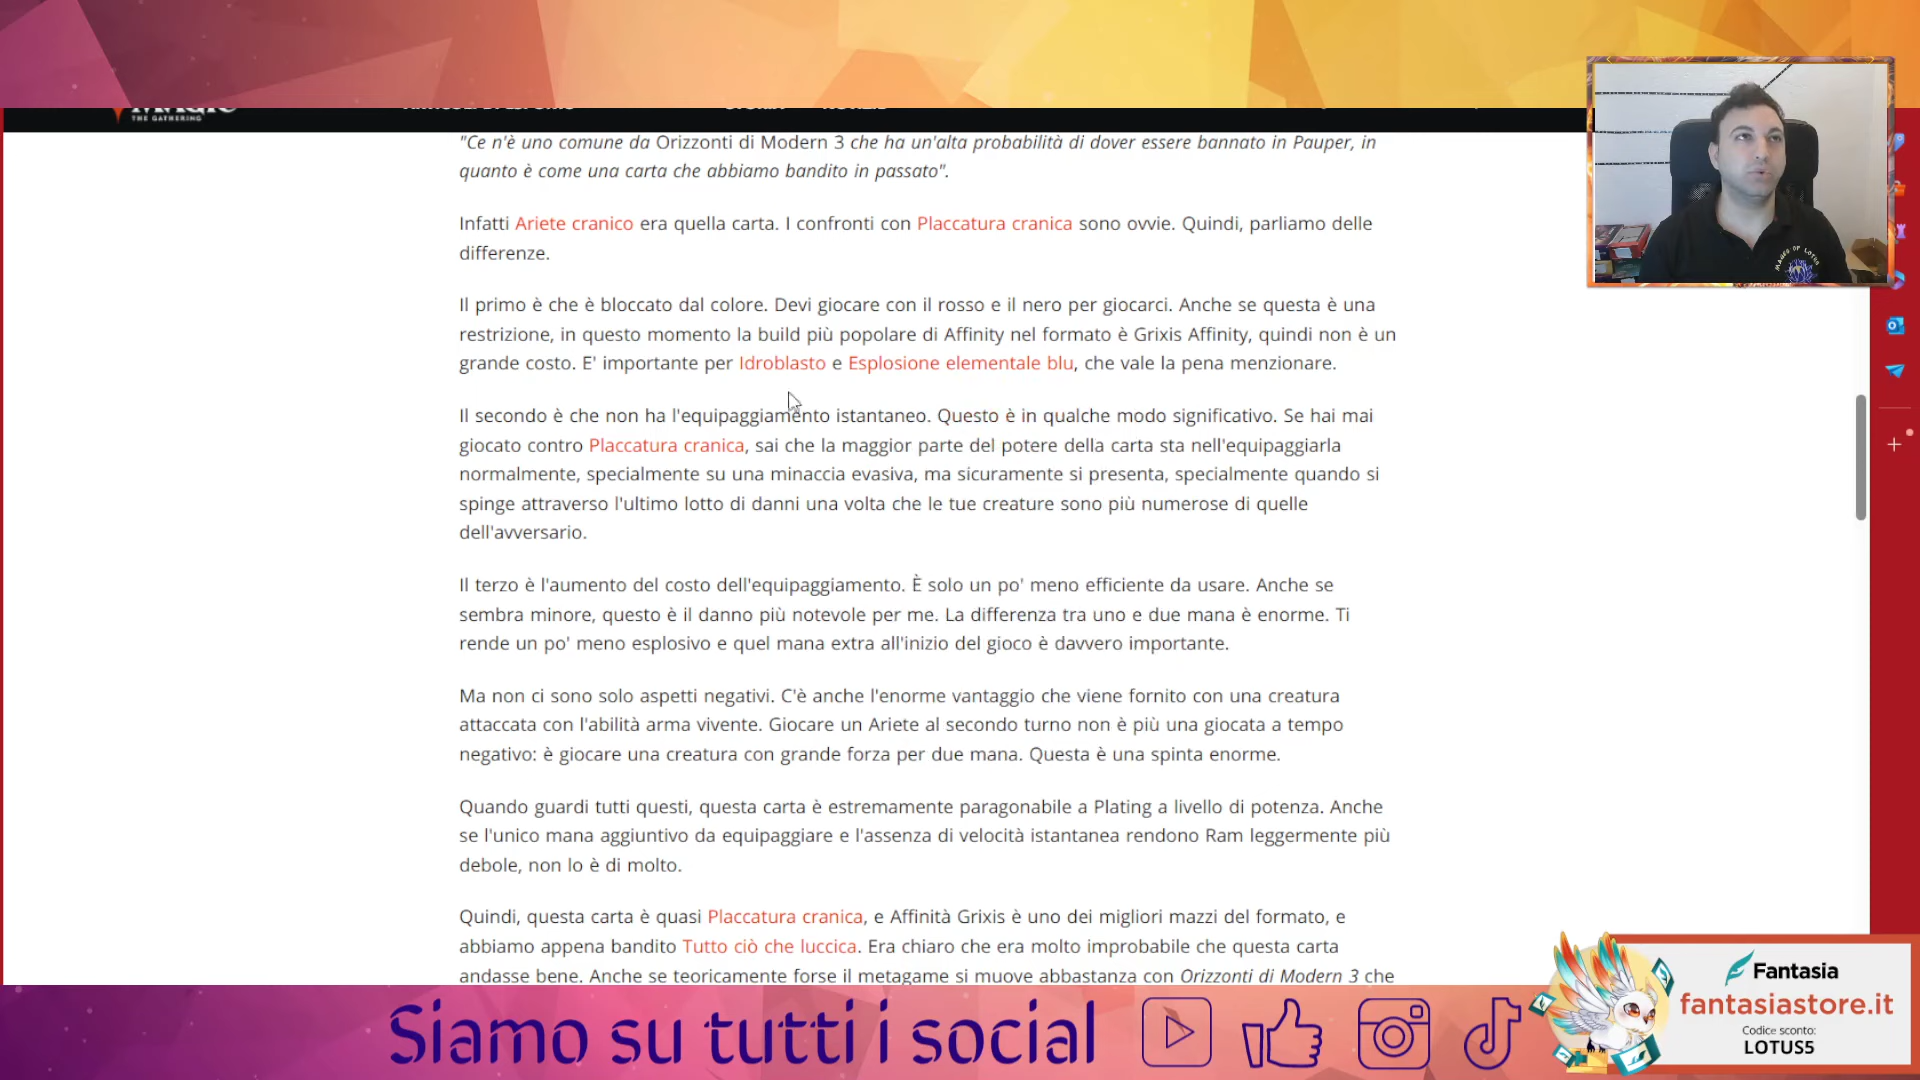 THE GATHERING
"Ce n'è uno comune da Orizzonti di Modern 3 che ha un'alta probabilità di dover essere bannato in Pauper, in
quanto è come una carta che abbiamo bandito in passato".
Infatti Ariete cranico era quella carta. I confronti con Placcatura cranica sono ovvie. Quindi, parliamo delle
differenze.
Il primo è che è bloccato dal colore. Devi giocare con il rosso e il nero per giocarci. Anche se questa è una
restrizione, in questo momento la build più popolare di Affinity nel formato è Grixis Affinity, quindi non è un
grande costo. E' importante per Idroblasto e Esplosione elementale blu, che vale la pena menzionare.
Il secondo è che non ha l'equipaggiamento istantaneo. Questo è in qualche modo significativo. Se hai mai
giocato contro Placcatura cranica, sai che la maggior parte del potere della carta sta nell'equipaggiarla
normalmente, specialmente su una minaccia evasiva, ma sicuramente si presenta, specialmente quando si
spinge attraverso l'ultimo lotto di danni una volta che le tue creature sono più numerose di quelle
dell'avversario.
Il terzo è l'aumento del costo dell'equipaggiamento. È solo un po' meno efficiente da usare. Anche se
sembra minore, questo è il danno più notevole per me. La differenza tra uno e due mana è enorme. Ti
rende un po' meno esplosivo e quel mana extra all'inizio del gioco è davvero importante.
Ma non ci sono solo aspetti negativi. C'è anche l'enorme vantaggio che viene fornito con una creatura
attaccata con l'abilità arma vivente. Giocare un Ariete al secondo turno non è più una giocata a tempo
negativo: è giocare una creatura con grande forza per due mana. Questa è una spinta enorme.
Quando guardi tutti questi, questa carta è estremamente paragonabile a Plating a livello di potenza. Anche
se l'unico mana aggiuntivo da equipaggiare e l'assenza di velocità istantanea rendono Ram leggermente più
debole, non lo è di molto.
Quindi, questa carta è quasi Placcatura cranica, e Affinità Grixis è uno dei migliori mazzi del formato, e
abbiamo appena bandito Tutto ciò che luccica. Era chiaro che era molto improbabile che questa carta
andasse bene. Anche se teoricamente forse il metagame si muove abbastanza con Orizzonti di Modern 3 che
MAGES OF LOTUS
Siamo su tutti i social
Fantasia
fantasiastore.it
Codice sconto:
LOTUS5